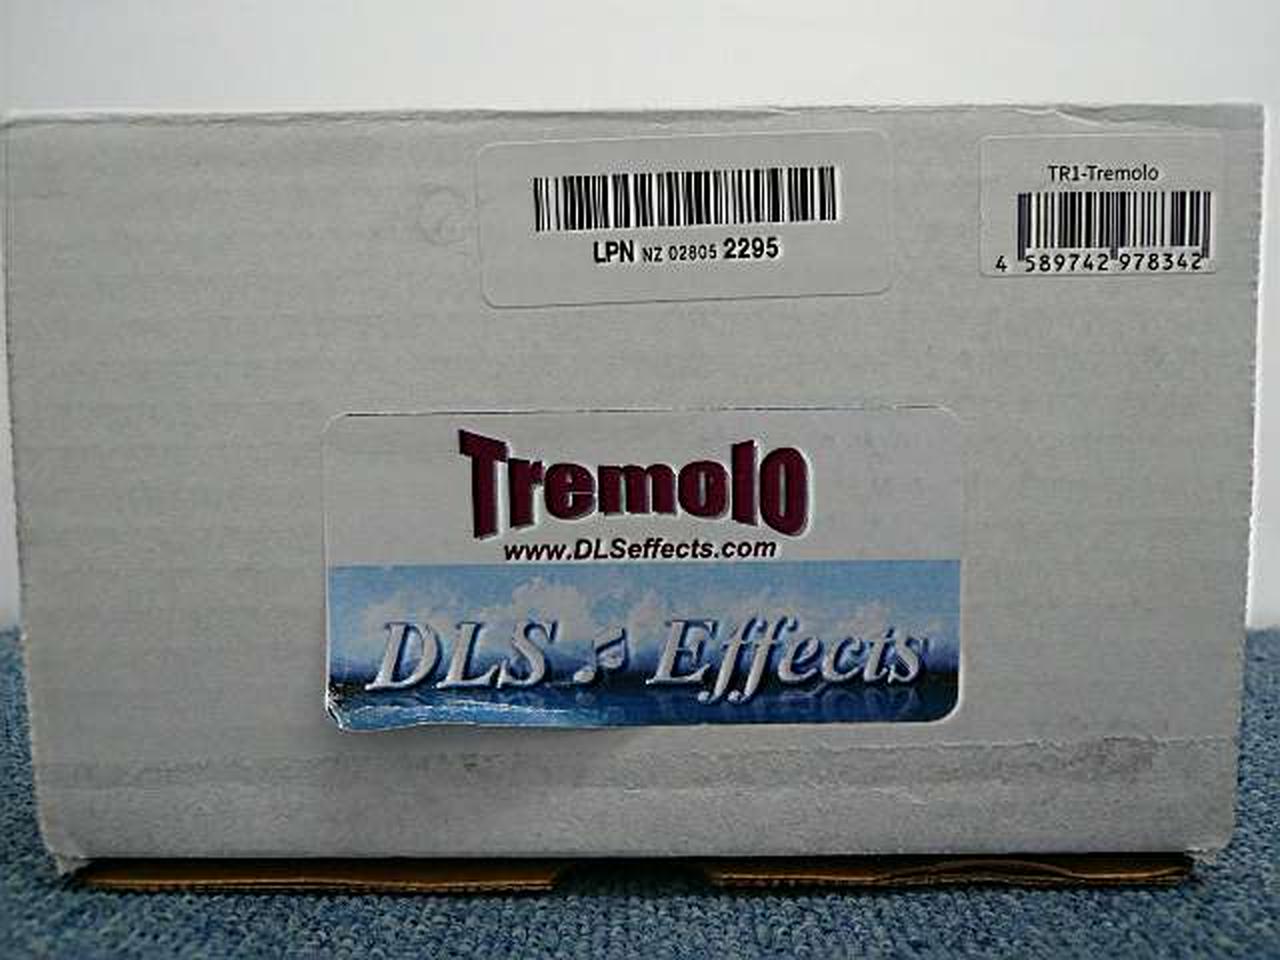 LPN NZ 02805 2295
TR1-Tremolo
4 589742 978342
Tremolo
www.DLSeffects.com
DLS Effects